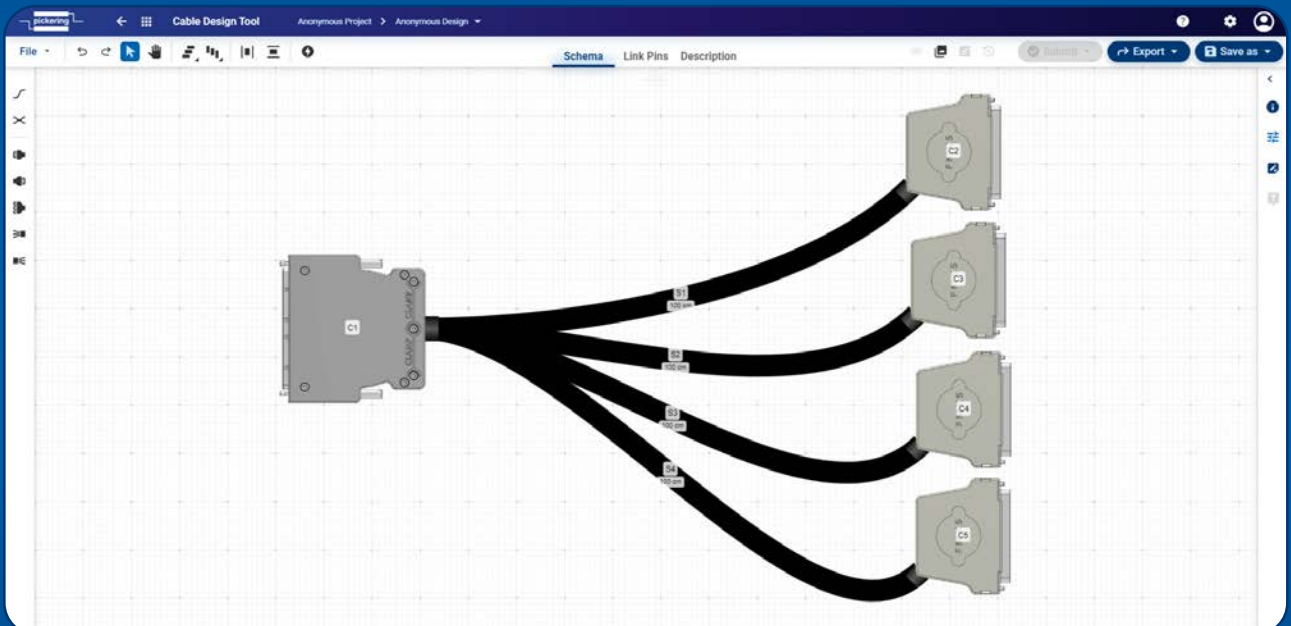 pickering
Cable Design Tool
Anonymous Project > Anonymous Design
File
Schema
Link Pins
Description
Submit
Export
Save as
C2
C3
C1
S1
100 cm
S2
100 cm
C4
S3
100 cm
S4
100 cm
C5